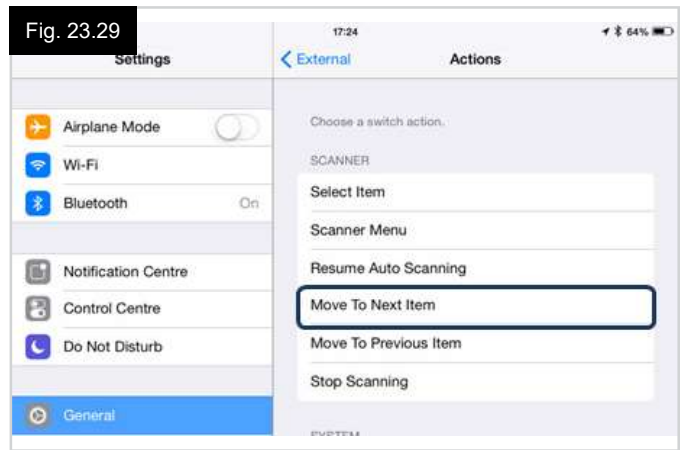 Fig. 23.29
17:24
64%
Settings
External
Actions
Airplane Mode
Wi-Fi
Bluetooth
On
Notification Centre
Control Centre
Do Not Disturb
General
Choose a switch action.
SCANNER
Select Item
Scanner Menu
Resume Auto Scanning
Move To Next Item
Move To Previous Item
Stop Scanning
SYSTEM